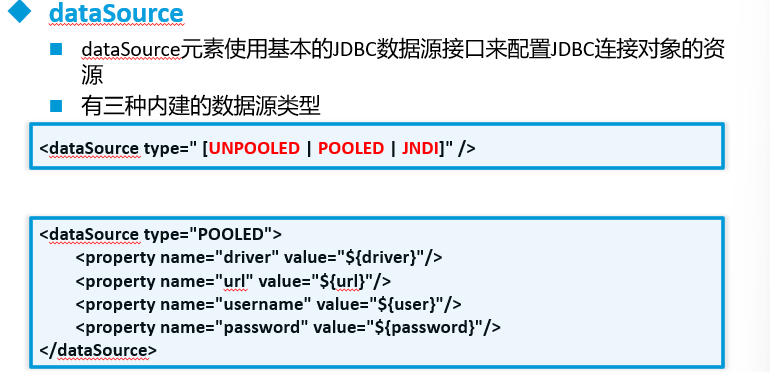 dataSource
dataSource元素使用基本的JDBC数据源接口来配置JDBC连接对象的资
源
有三种内建的数据源类型
<dataSource type=" [UNPOOLED | POOLED | JNDI]" />
<dataSource type="POOLED">
<property name="driver" value="${driver}"/>
<property name="url" value="${url}"/>
<property name="username" value="${user}"/>
<property name="password" value="${password}"/>
</dataSource>